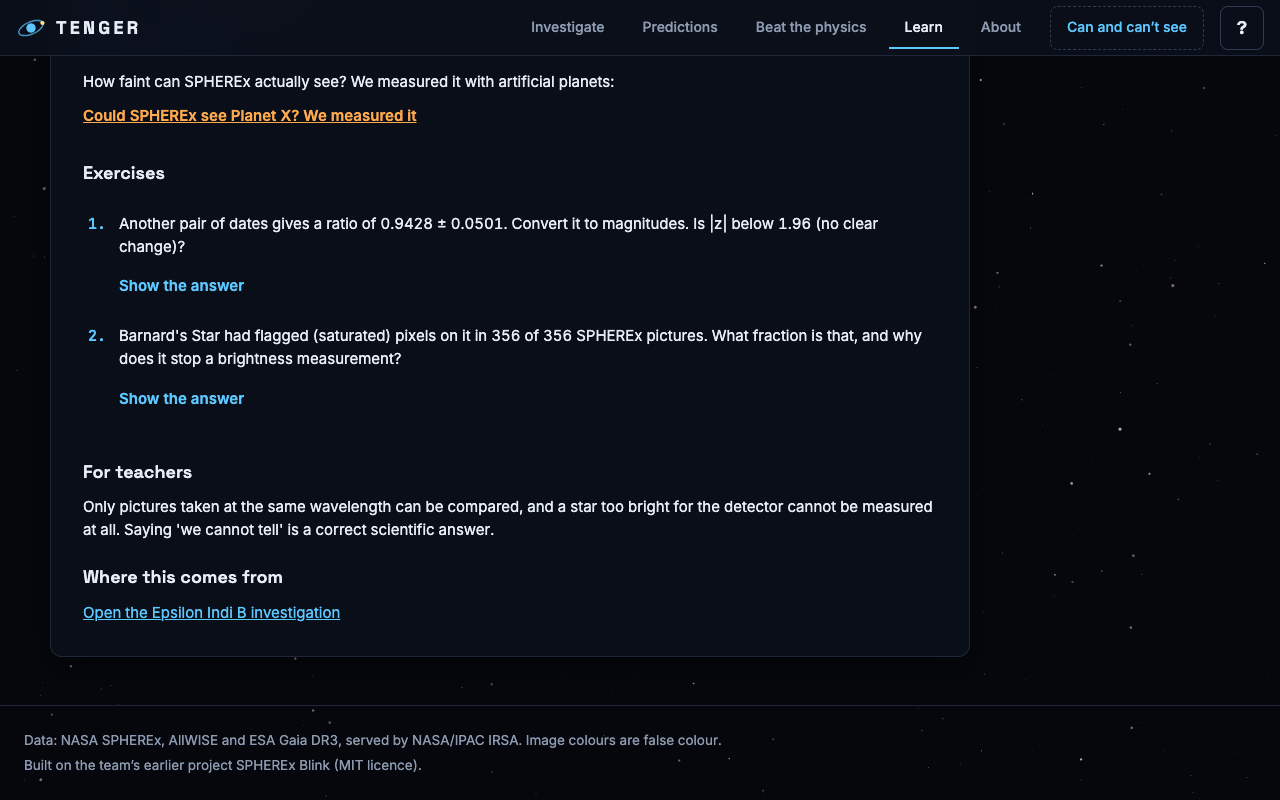 TENGER
Investigate
Predictions
Beat the physics
Learn
About
Can and can’t see
?
How faint can SPHEREx actually see? We measured it with artificial planets:
Could SPHEREx see Planet X? We measured it
Exercises
1. Another pair of dates gives a ratio of 0.9428 ± 0.0501. Convert it to magnitudes. Is |z| below 1.96 (no clear
change)?
Show the answer
2. Barnard's Star had flagged (saturated) pixels on it in 356 of 356 SPHEREx pictures. What fraction is that, and why
does it stop a brightness measurement?
Show the answer
For teachers
Only pictures taken at the same wavelength can be compared, and a star too bright for the detector cannot be measured
at all. Saying 'we cannot tell' is a correct scientific answer.
Where this comes from
Open the Epsilon Indi B investigation
Data: NASA SPHEREx, AllWISE and ESA Gaia DR3, served by NASA/IPAC IRSA. Image colours are false colour.
Built on the team’s earlier project SPHEREx Blink (MIT licence).